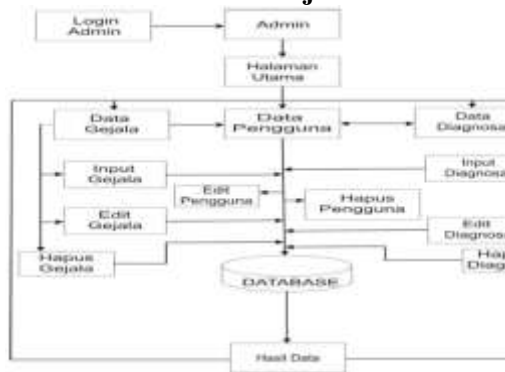 Login
Admin
Admin
Halaman
Utama
Data
Gejala
Data
Pengguna
Data
Diagnosa
Input
Gejala
Input
Diagnosa
Edit
Pengguna
Hapus
Pengguna
Edit
Gejala
Edit
Diagnosa
Hapus
Gejala
DATABASE
Hasil Data